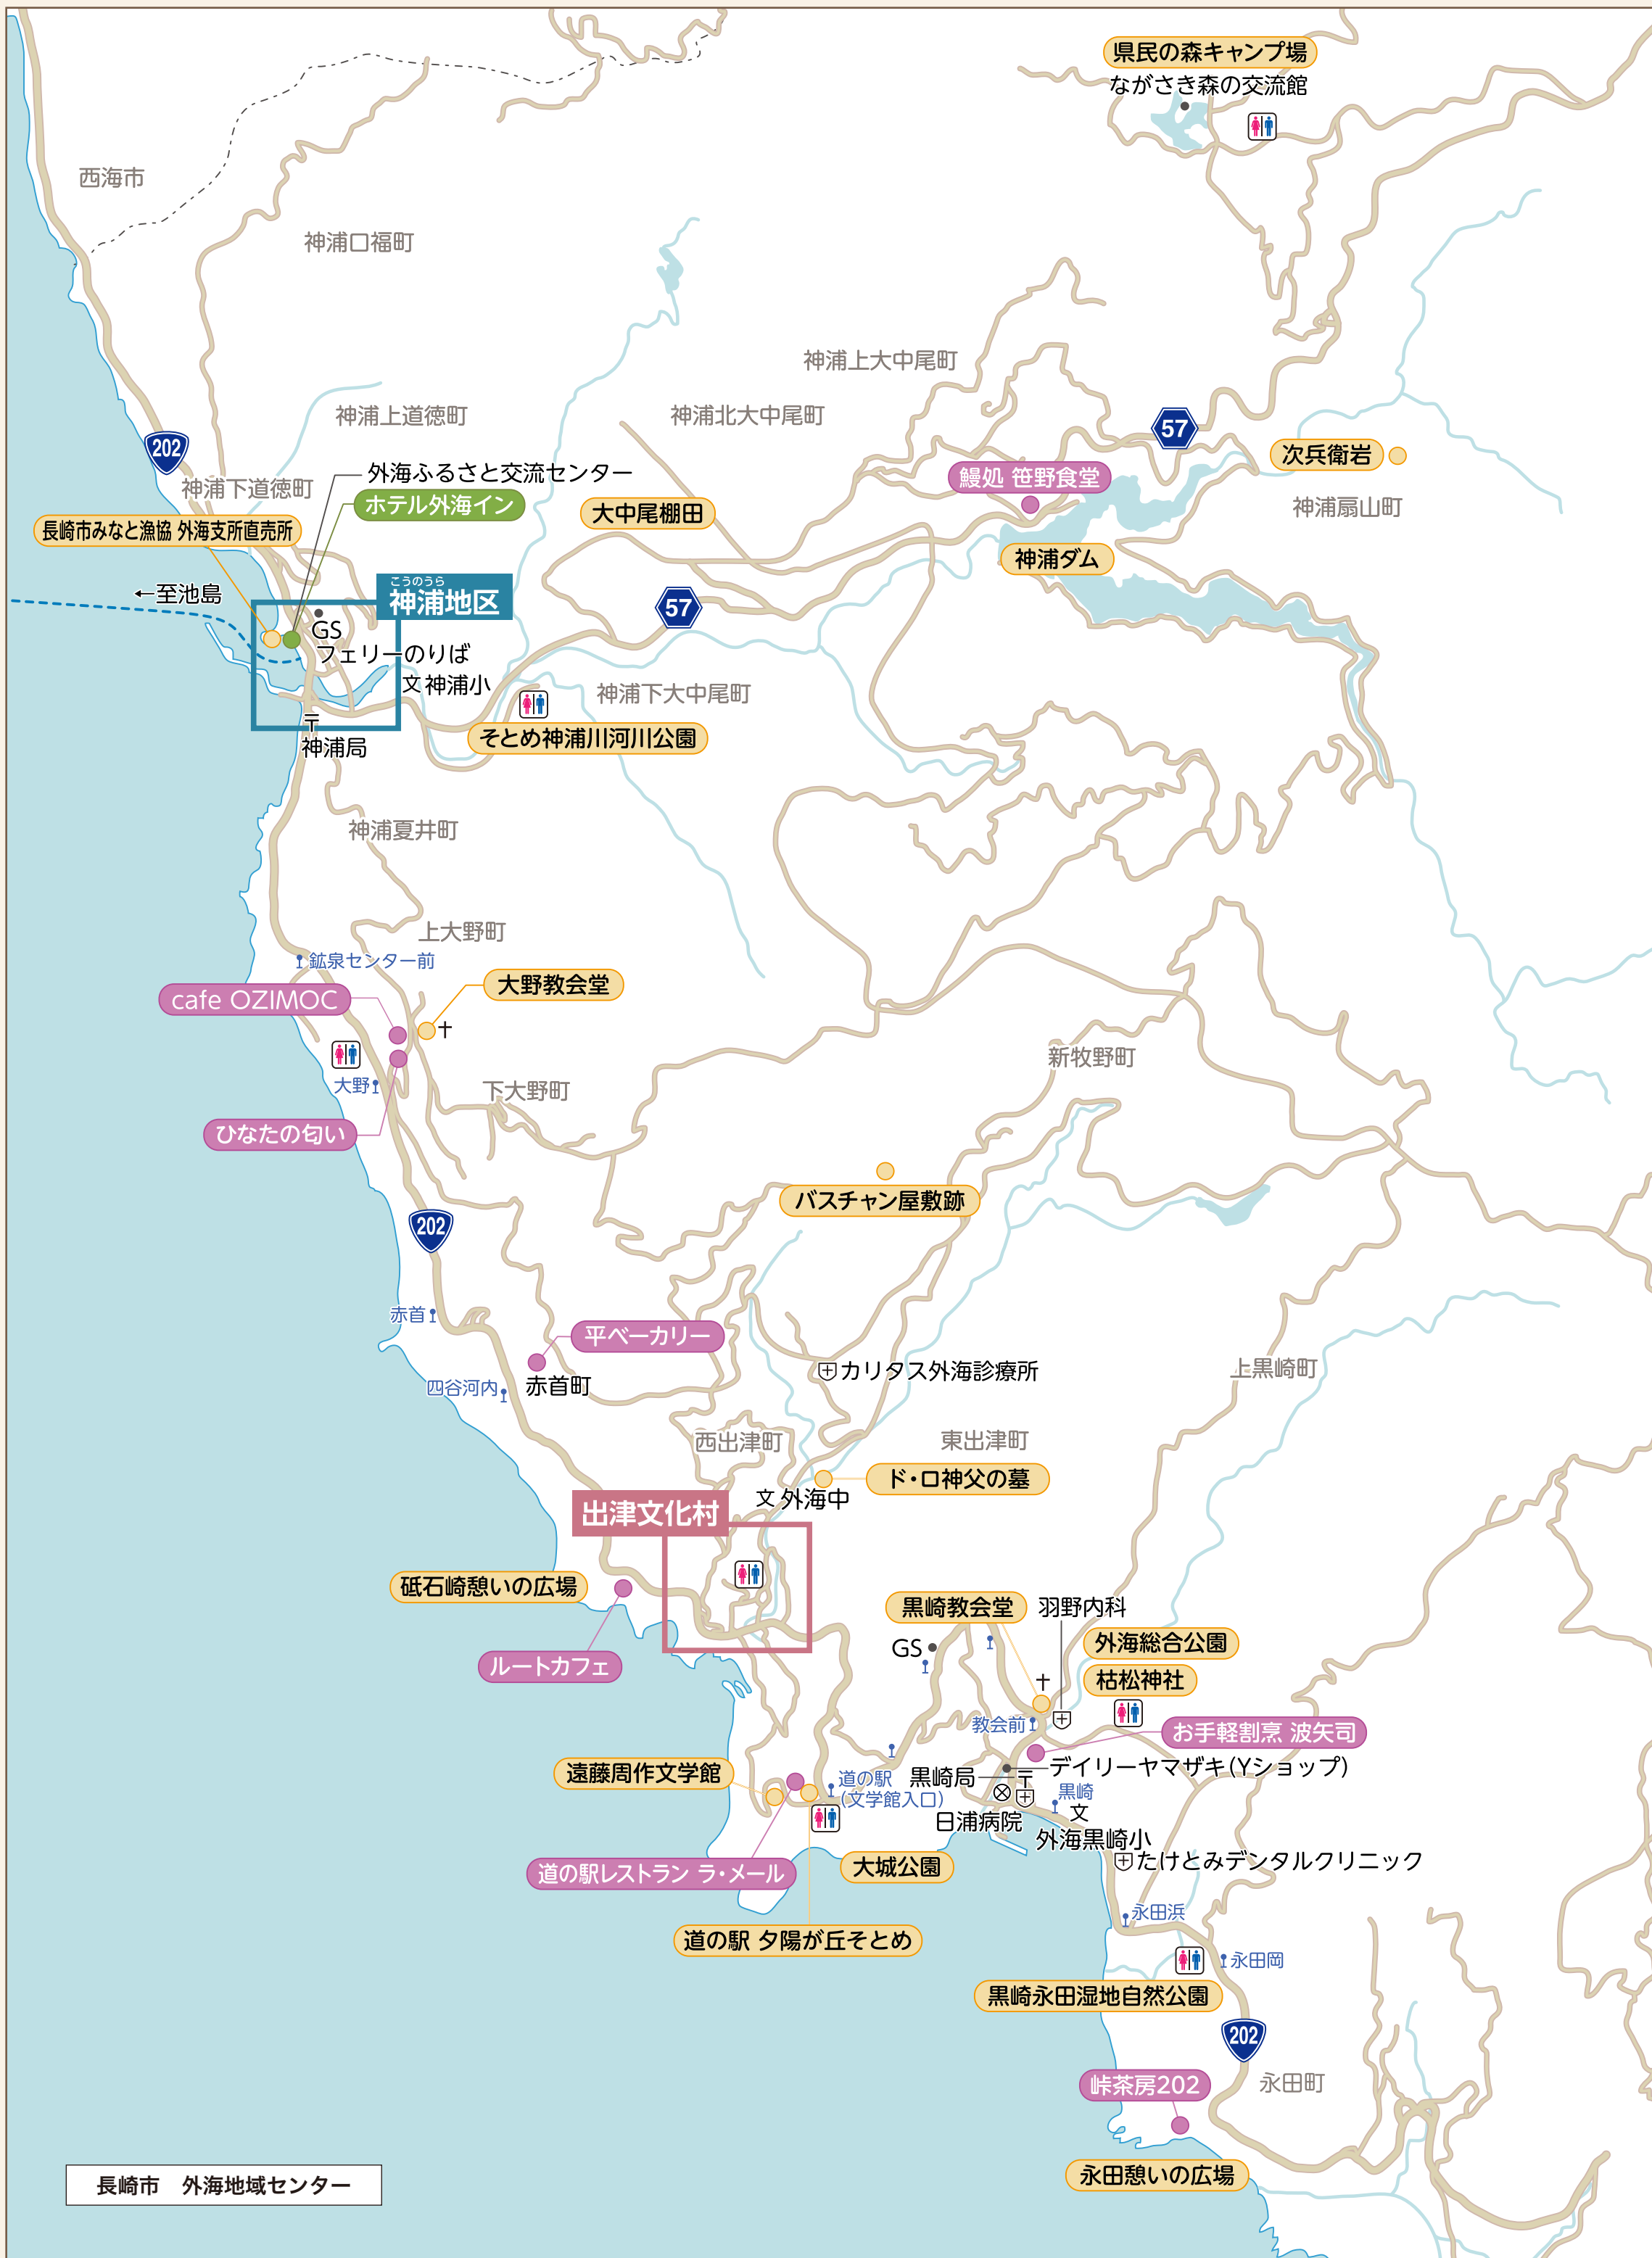 県民の森キャンプ場
ながさき森の交流館
西海市
神浦口福町
神浦上大中尾町
神浦上道徳町
神浦北大中尾町
57
202
次兵衛岩
外海ふるさと交流センター
鰻処 笹野食堂
神浦下道徳町
ホテル外海イン
大中尾棚田
神浦扇山町
長崎市みなと漁協 外海支所直売所
神浦ダム
←至池島
こうのうら
神浦地区
57
GS
フェリーのりば
文 神浦小
神浦下大中尾町
〒
神浦局
そとめ神浦川河川公園
神浦夏井町
上大野町
鉱泉センター前
大野教会堂
cafe OZIMOC
新牧野町
大野
下大野町
ひなたの匂い
バスチャン屋敷跡
202
赤首
平ベーカリー
カリタス外海診療所
上黒崎町
四谷河内
赤首町
西出津町
東出津町
ド・ロ神父の墓
文 外海中
出津文化村
砥石崎憩いの広場
黒崎教会堂
羽野内科
外海総合公園
GS
ルートカフェ
枯松神社
教会前
お手軽割烹 波矢司
遠藤周作文学館
道の駅
(文学館入口)
黒崎局
〒
デイリーヤマザキ(Yショップ)
黒崎
文
日浦病院
外海黒崎小
道の駅レストラン ラ・メール
大城公園
たけとみデンタルクリニック
永田浜
道の駅 夕陽が丘そとめ
永田岡
黒崎永田湿地自然公園
202
峠茶房202
永田町
永田憩いの広場
長崎市 外海地域センター